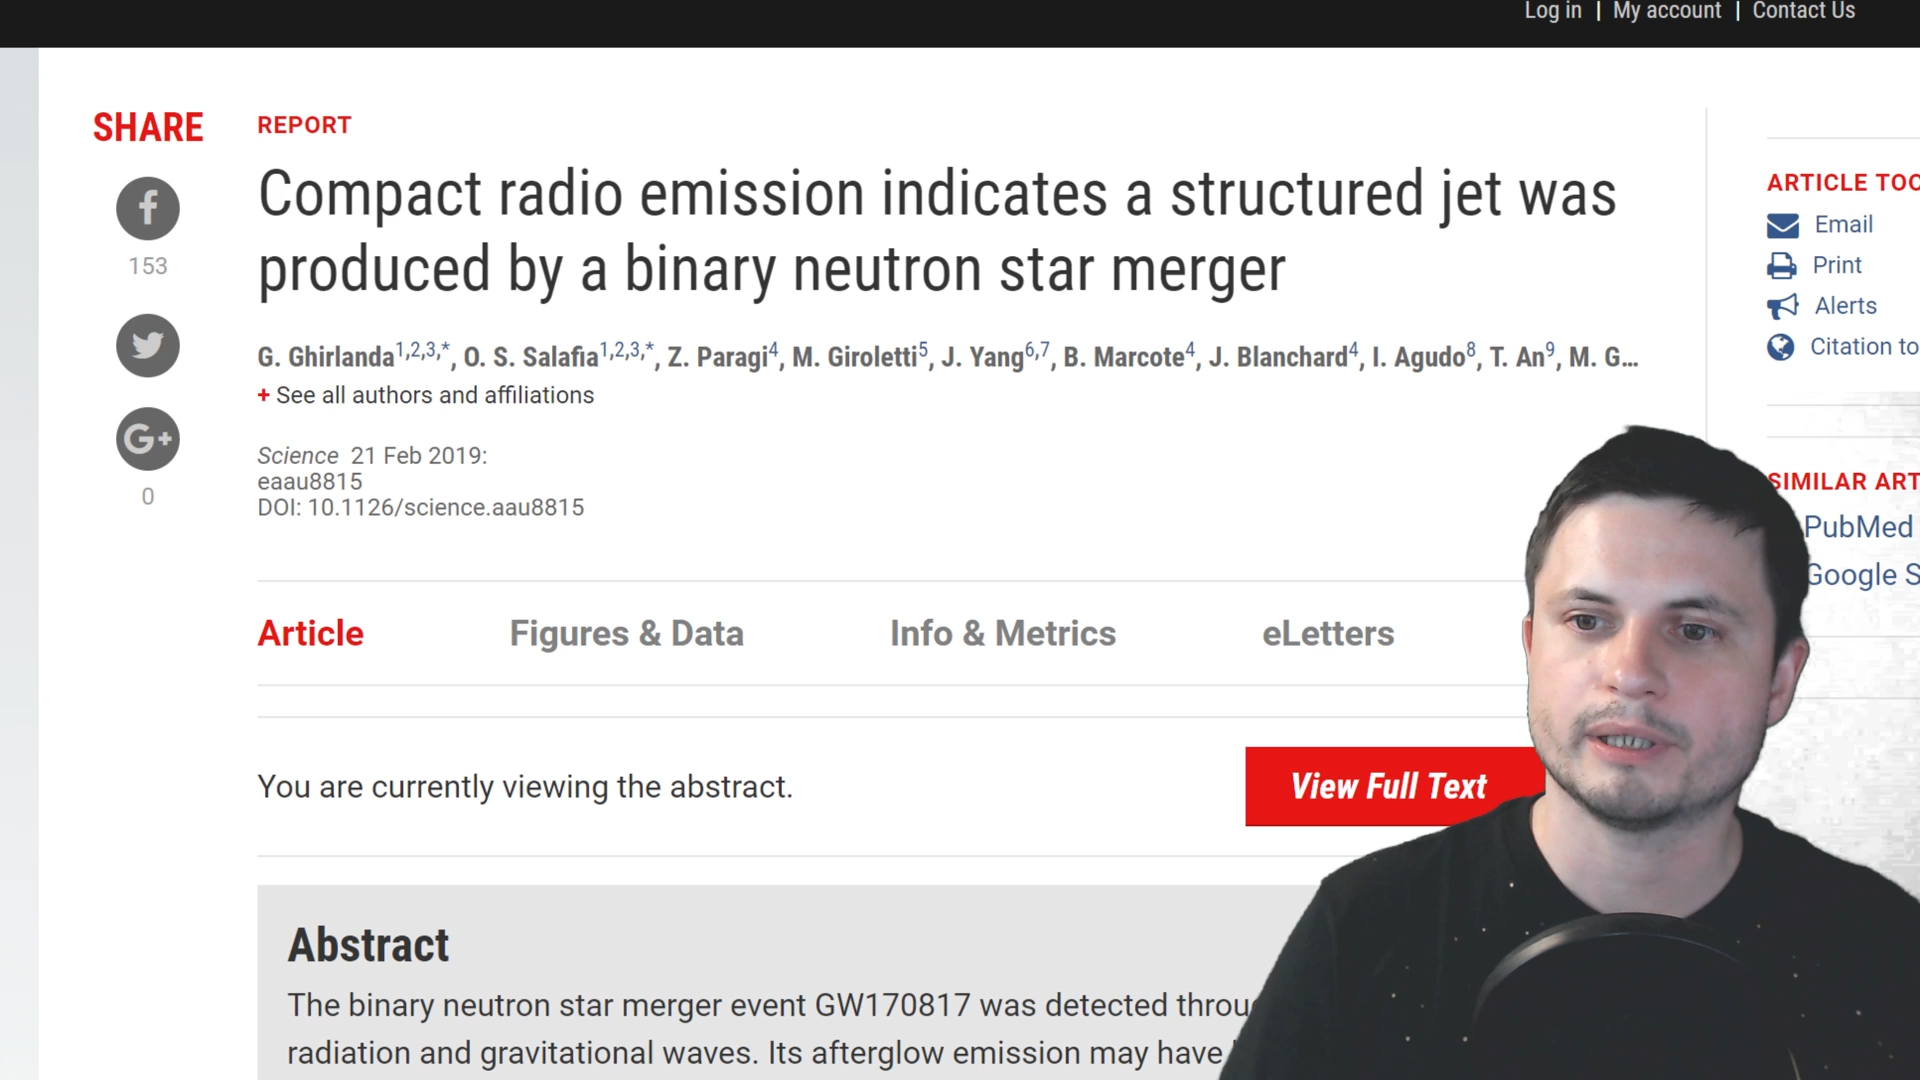 Log in | My account | Contact Us
SHARE
153
0
REPORT
Compact radio emission indicates a structured jet was
produced by a binary neutron star merger
G. Ghirlanda1,2,3,*, O. S. Salafia1,2,3,*, Z. Paragi4, M. Giroletti5, J. Yang6,7, B. Marcote4, J. Blanchard4, I. Agudo8, T. An9, M. G...
+ See all authors and affiliations
Science 21 Feb 2019:
eaau8815
DOI: 10.1126/science.aau8815
Article Figures & Data Info & Metrics eLetters
You are currently viewing the abstract.
View Full Text
Abstract
The binary neutron star merger event GW170817 was detected
radiation and gravitational waves. Its afterglow emission may have
ARTICLE
Email
Print
Alerts
Citation to
SIMILAR
PubMed
Google